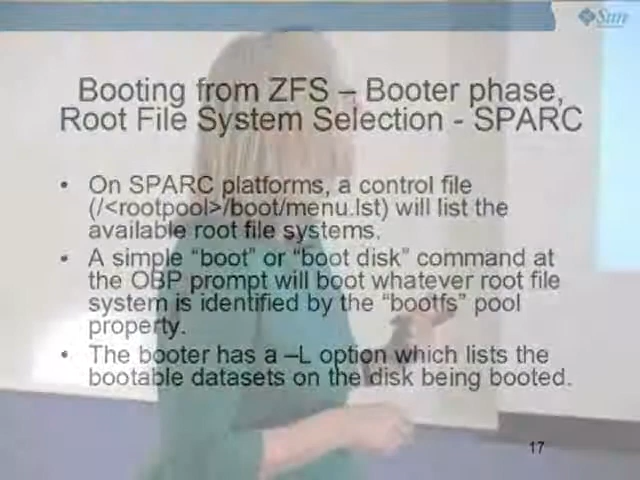 Sun
Booting from ZFS – Booter phase,
Root File System Selection - SPARC
• On SPARC platforms, a control file
(/<rootpool>/boot/menu.lst) will list the
available root file systems.
• A simple “boot” or “boot disk” command at
the OBP prompt will boot whatever root file
system is identified by the “bootfs” pool
property.
• The booter has a –L option which lists the
bootable datasets on the disk being booted.
17